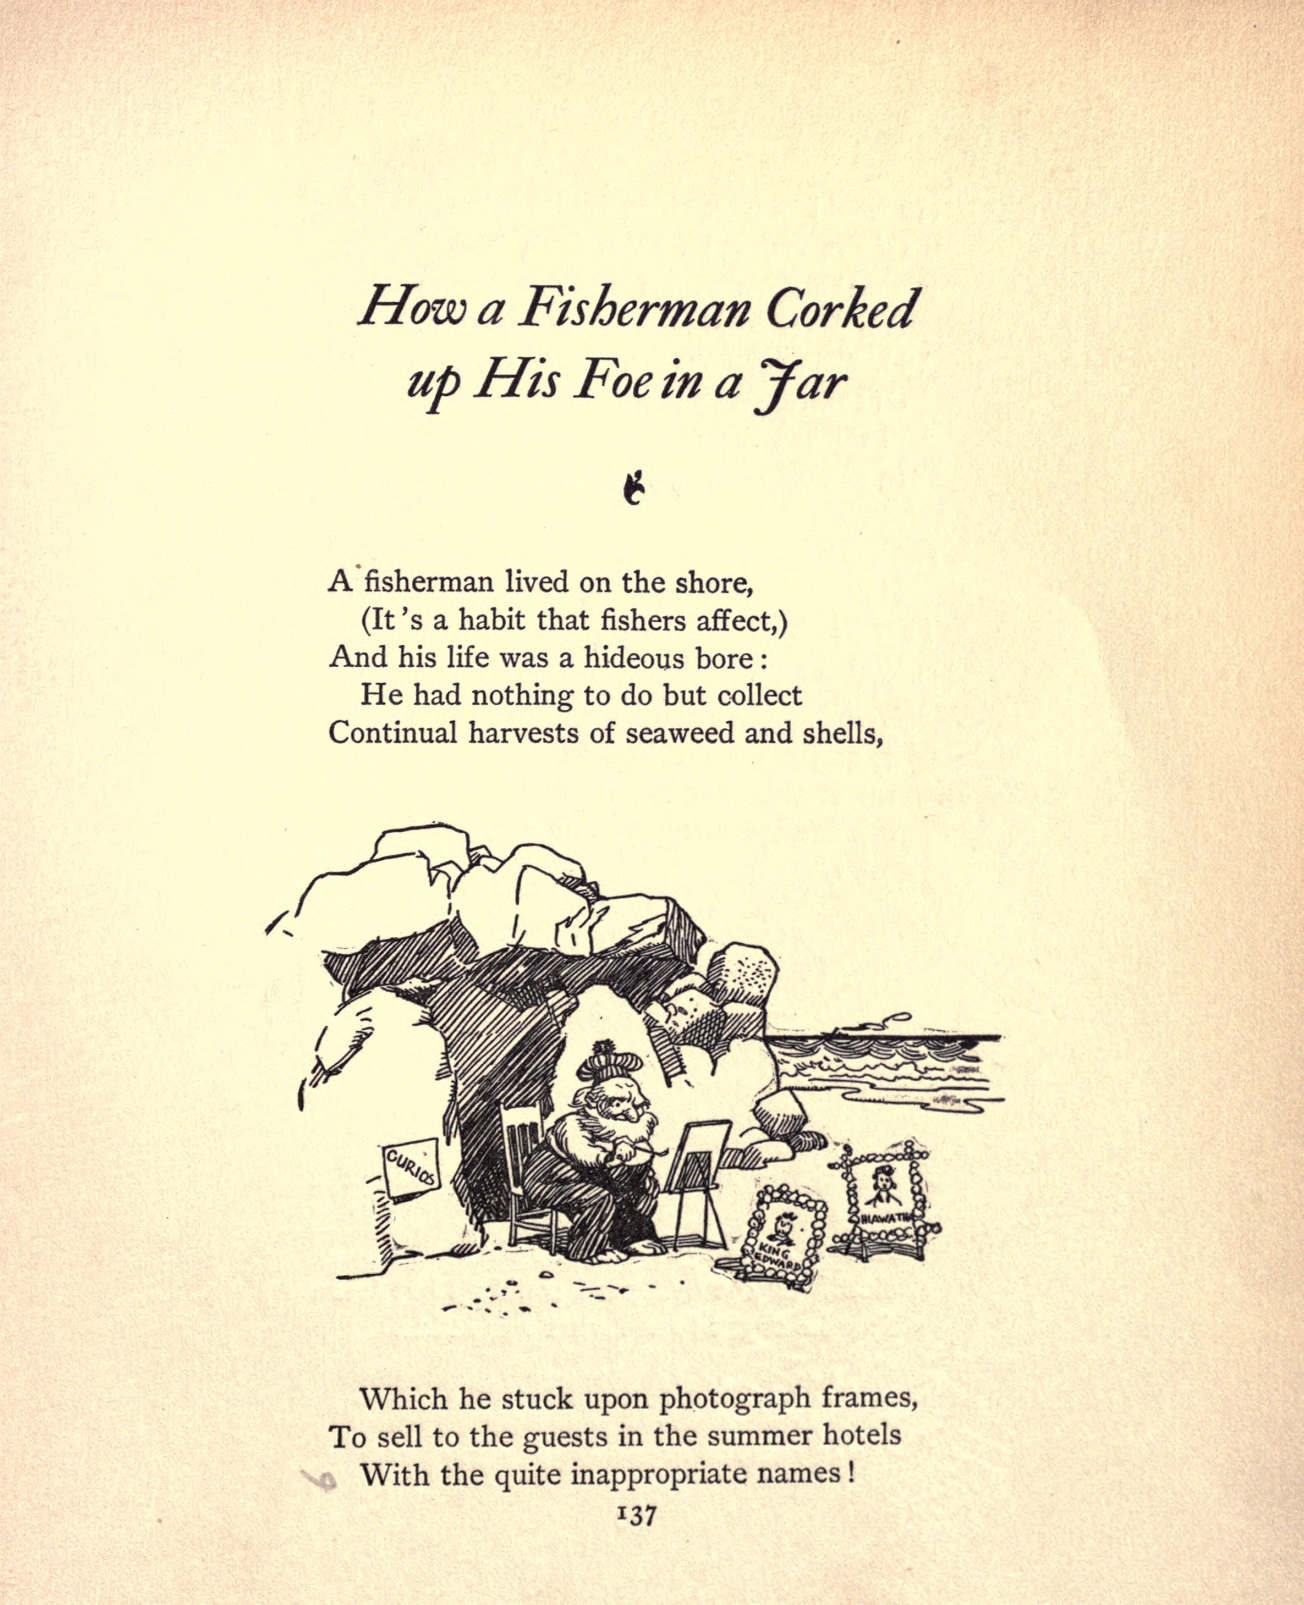 How a Fisherman Corked
up His Foe in a Jar
A fisherman lived on the shore,
(It's a habit that fishers affect,)
And his life was a hideous bore:
He had nothing to do but collect
Continual harvests of seaweed and shells,
CURIOS
HIAWATHA
KING
EDWARD
Which he stuck upon photograph frames,
To sell to the guests in the summer hotels
With the quite inappropriate names!
137